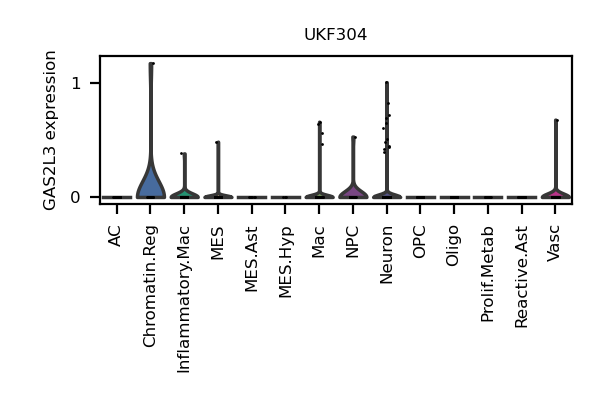 UKF304
GAS2L3 expression
1
0
AC
Chromatin.Reg
Inflammatory.Mac
MES
MES.Ast
MES.Hyp
Mac
NPC
Neuron
OPC
Oligo
Prolif.Metab
Reactive.Ast
Vasc